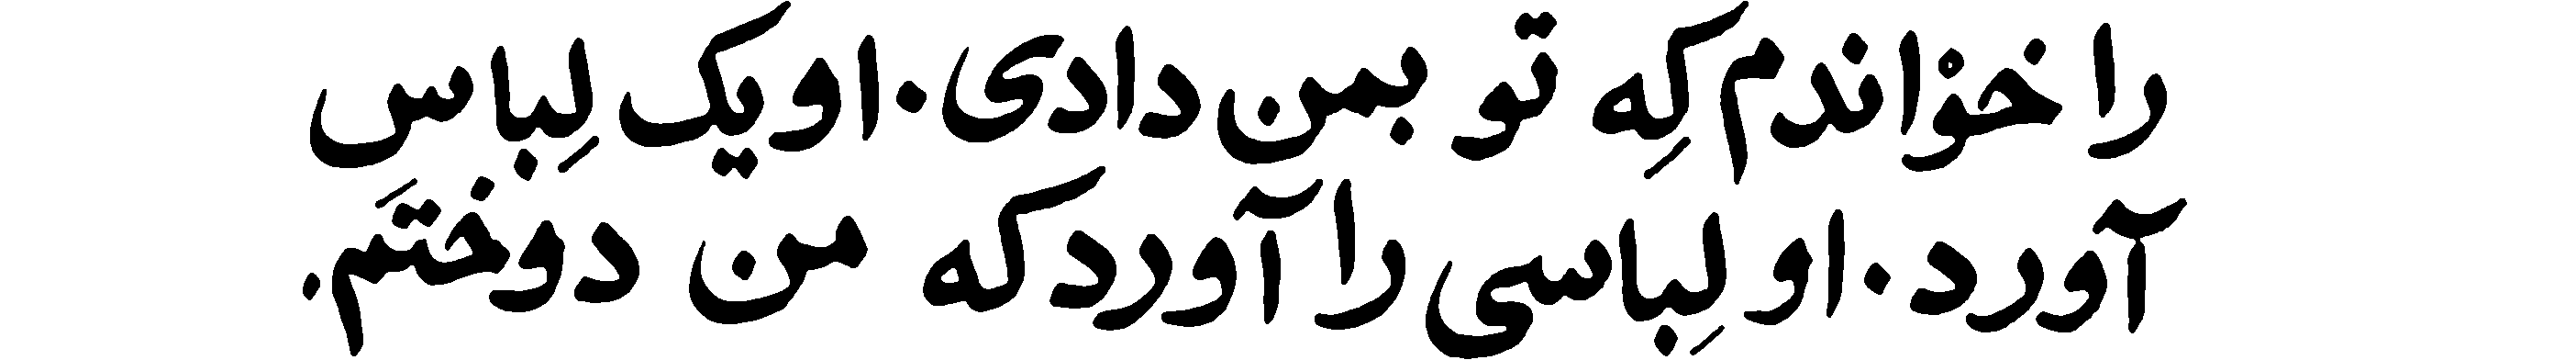 را خوْاندم کِه تو بمن دادی. او یک لِباس
آورد. او لِباسی را آورد که من دوختَم.